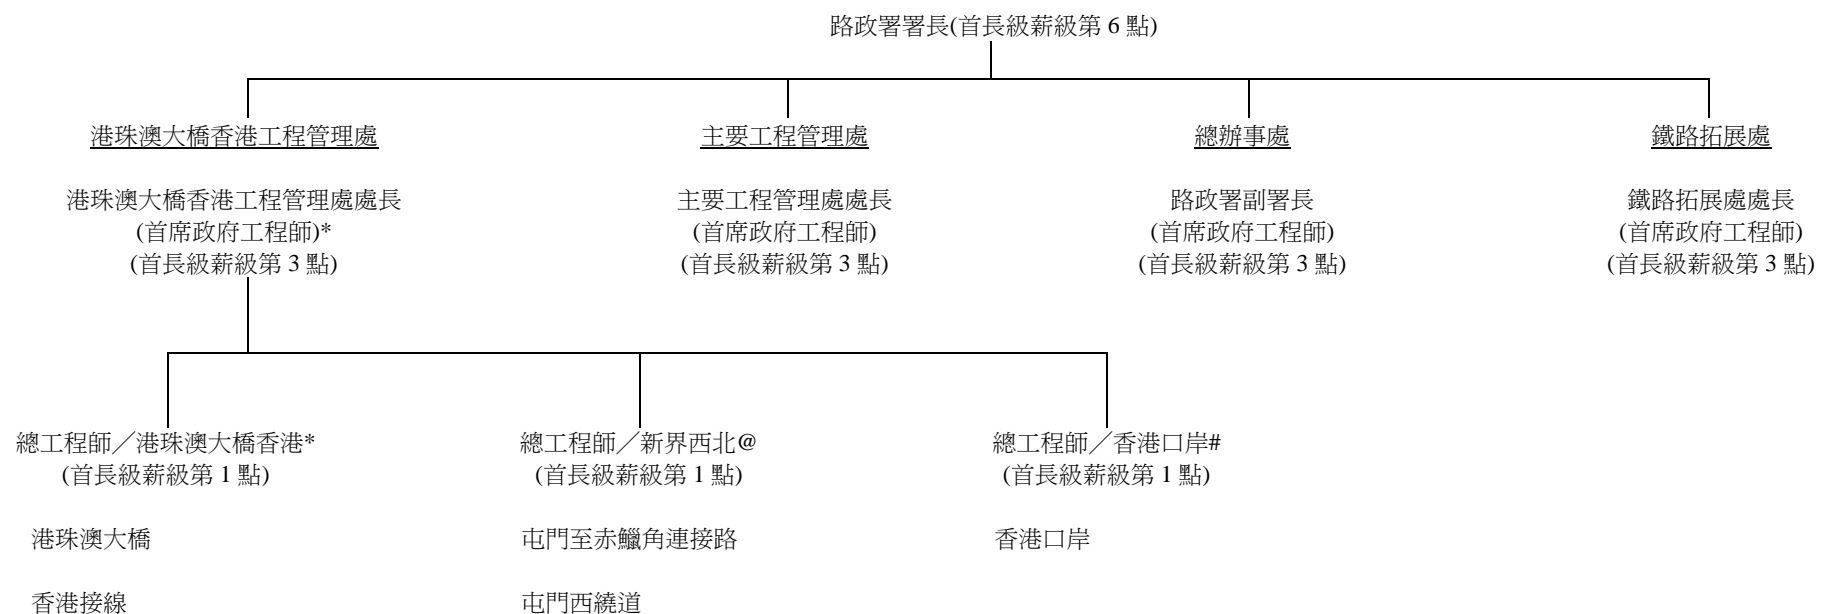 路政署署長(首長級薪級第 6 點)
港珠澳大橋香港工程管理處
主要工程管理處
總辦事處
鐵路拓展處
港珠澳大橋香港工程管理處處長
(首席政府工程師)*
(首長級薪級第 3 點)
主要工程管理處處長
(首席政府工程師)
(首長級薪級第 3 點)
路政署副署長
(首席政府工程師)
(首長級薪級第 3 點)
鐵路拓展處處長
(首席政府工程師)
(首長級薪級第 3 點)
總工程師／港珠澳大橋香港*
(首長級薪級第 1 點)
港珠澳大橋
香港接線
總工程師／新界西北@
(首長級薪級第 1 點)
屯門至赤鱲角連接路
屯門西繞道
總工程師／香港口岸#
(首長級薪級第 1 點)
香港口岸